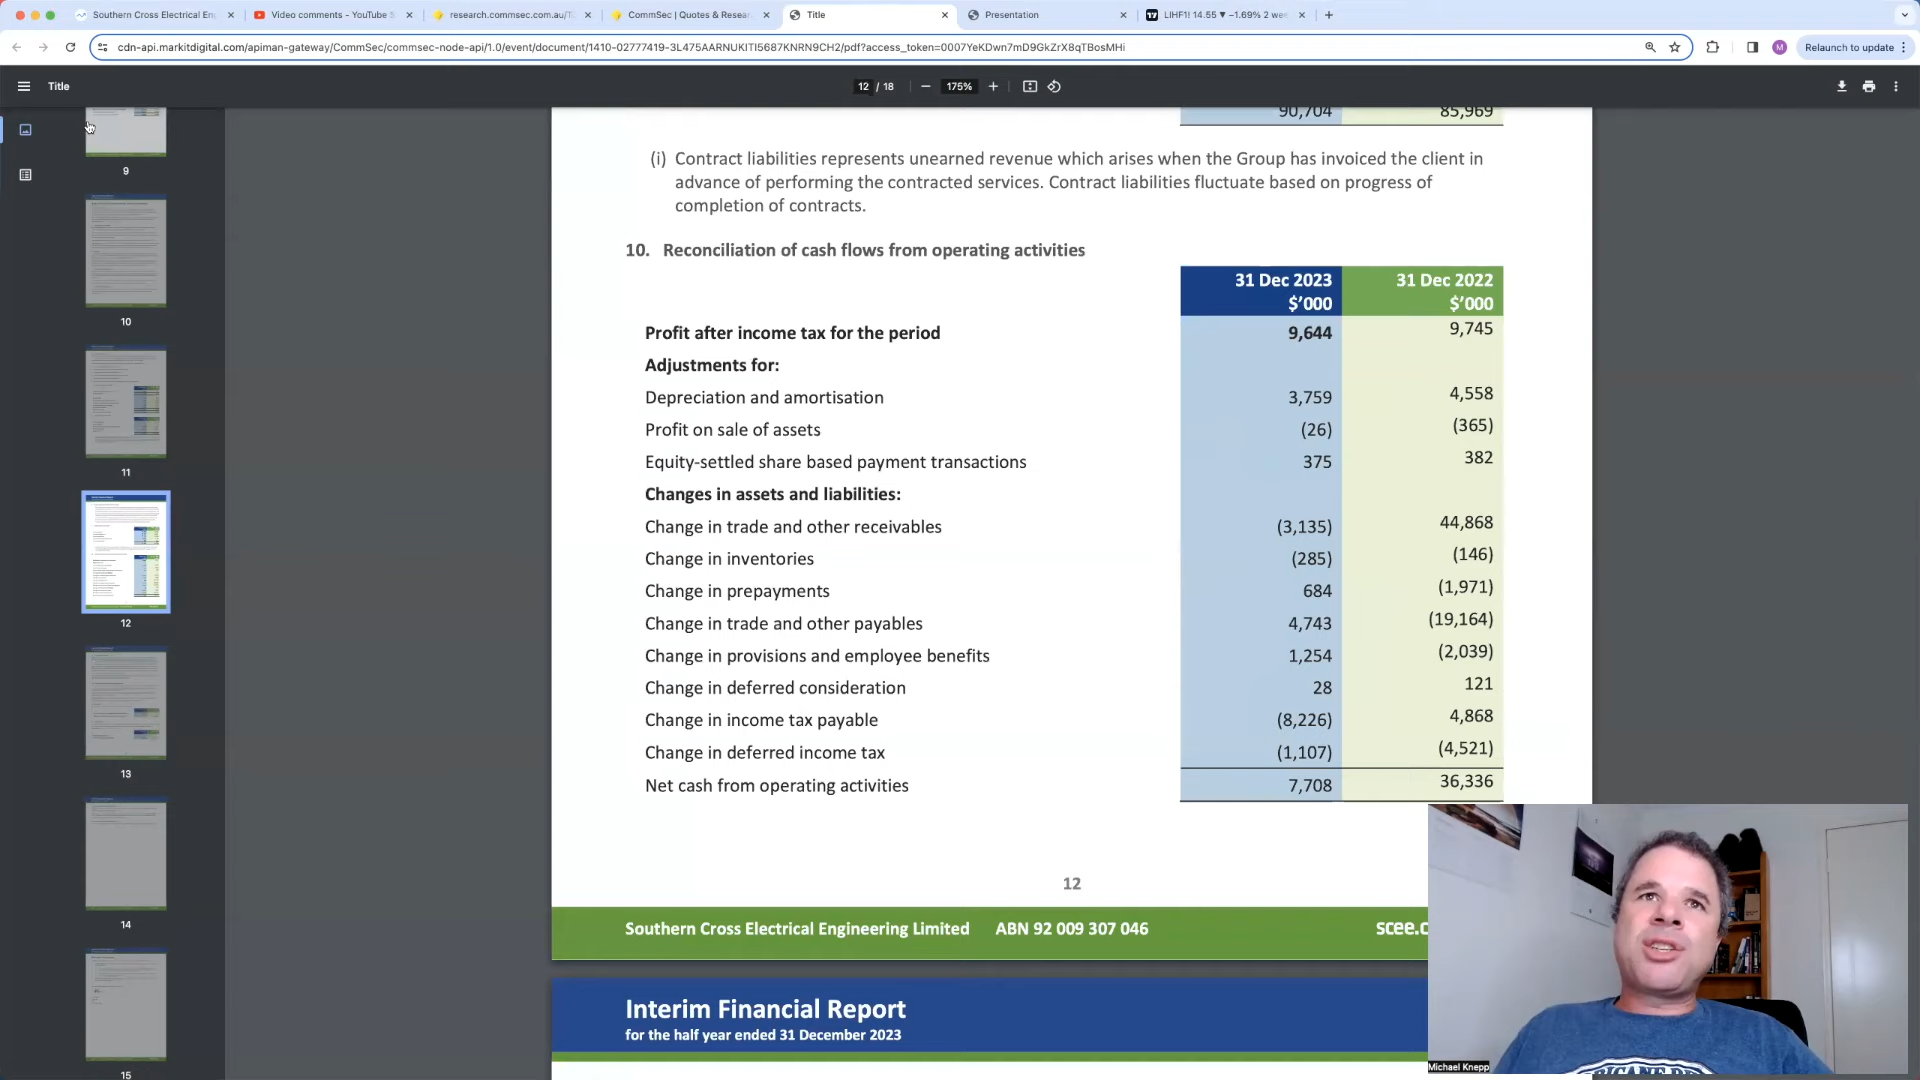 Southern Cross Electrical En
Video comments - YouTube S
research.commsec.com.au/T
CommSec | Quotes & Resear
Title
Presentation
LIHF1! 14.55 ▼ −1.69% 2 we
cdn-api.markitdigital.com/apiman-gateway/CommSec/commsec-node-api/1.0/event/document/1410-02777419-3L475AARNUKITI5687KNRN9CH2/pdf?access_token=0007YeKDwn7mD9GkZrX8qTBosMHi
M
Relaunch to update
Title
12 / 18
175%
9
10
11
12
13
14
15
90,704 85,969
(i) Contract liabilities represents unearned revenue which arises when the Group has invoiced the client in
advance of performing the contracted services. Contract liabilities fluctuate based on progress of
completion of contracts.
10. Reconciliation of cash flows from operating activities
31 Dec 2023 31 Dec 2022
$'000 $'000
Profit after income tax for the period 9,644 9,745
Adjustments for:
Depreciation and amortisation 3,759 4,558
Profit on sale of assets (26) (365)
Equity-settled share based payment transactions 375 382
Changes in assets and liabilities:
Change in trade and other receivables (3,135) 44,868
Change in inventories (285) (146)
Change in prepayments 684 (1,971)
Change in trade and other payables 4,743 (19,164)
Change in provisions and employee benefits 1,254 (2,039)
Change in deferred consideration 28 121
Change in income tax payable (8,226) 4,868
Change in deferred income tax (1,107) (4,521)
Net cash from operating activities 7,708 36,336
12
Southern Cross Electrical Engineering Limited ABN 92 009 307 046 scee.c
Interim Financial Report
for the half year ended 31 December 2023
Michael Knepp